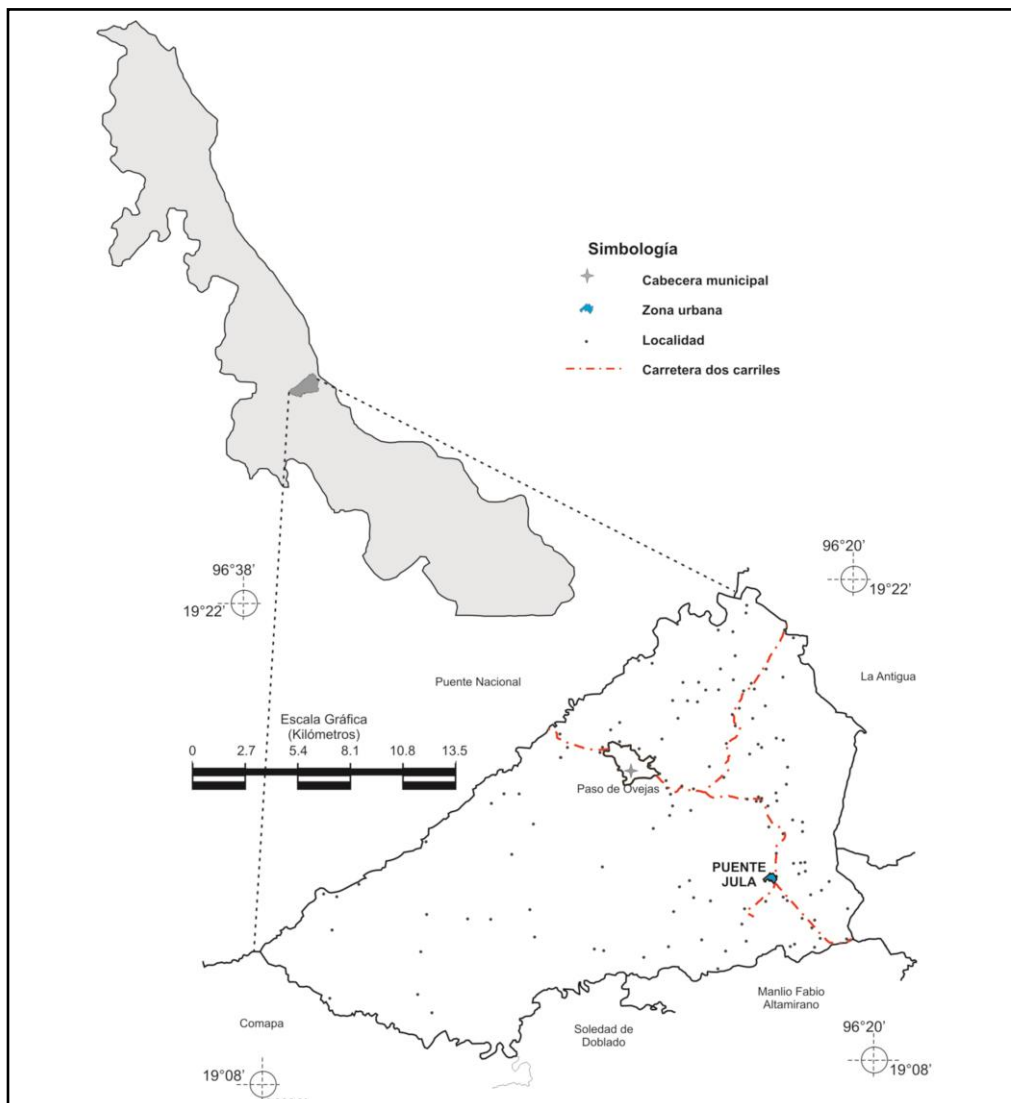 Simbología
Cabecera municipal
Zona urbana
Localidad
Carretera dos carriles
96°20'
19°22'
96°38'
19°22'
Puente Nacional
La Antigua
Escala Gráfica
(Kilómetros)
0 2.7 5.4 8.1 10.8 13.5
Paso de Ovejas
PUENTE
JULA
Manlio Fabio
Altamirano
Comapa
Soledad de
Doblado
96°20'
19°08'
19°08'